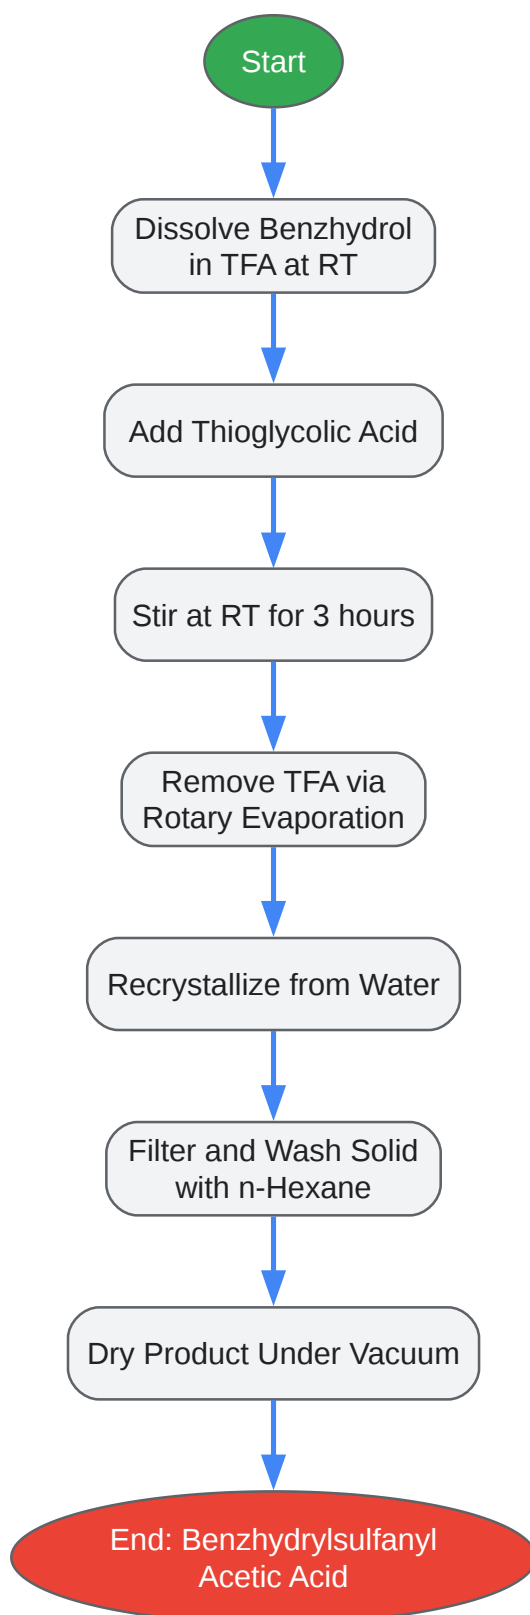 Start
Dissolve Benzhydrol
in TFA at RT
Add Thioglycolic Acid
Stir at RT for 3 hours
Remove TFA via
Rotary Evaporation
Recrystallize from Water
Filter and Wash Solid
with n-Hexane
Dry Product Under Vacuum
End: Benzhydrylsulfanyl
Acetic Acid